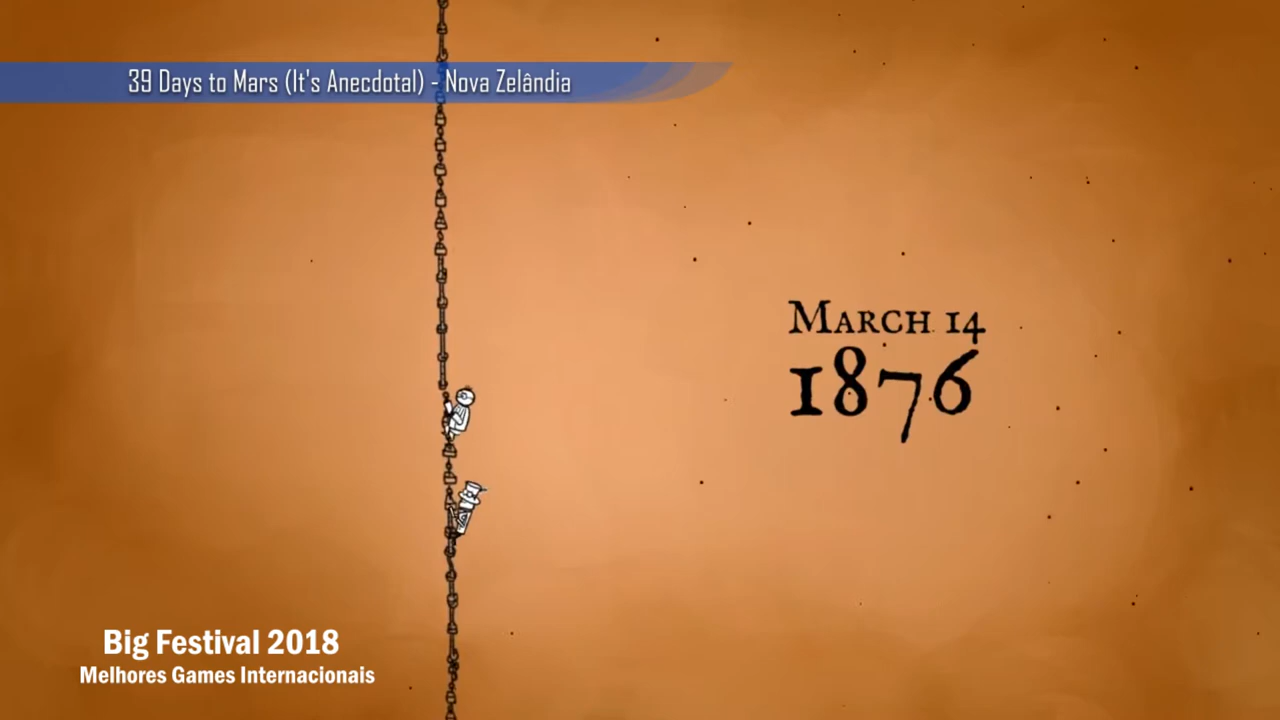 39 Days to Mars (It's Anecdotal) - Nova Zelândia
March 14
1876
Big Festival 2018
Melhores Games Internacionais